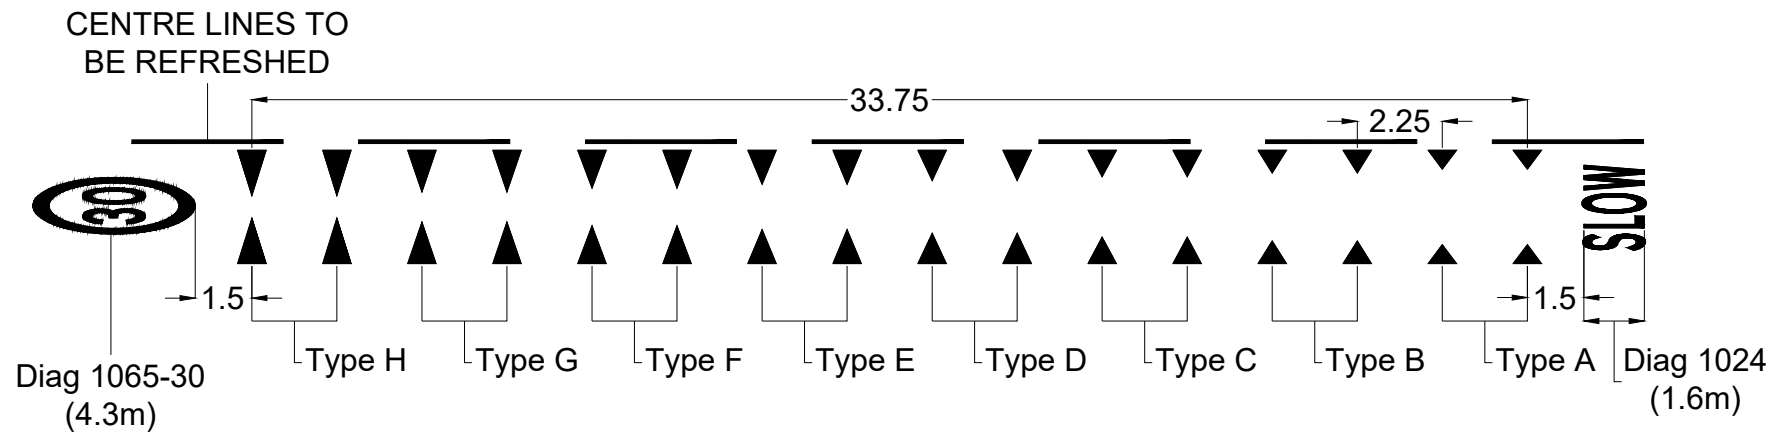 CENTRE LINES TO
BE REFRESHED
33.75
2.25
30
SLOW
1.5
1.5
Type H
Type G
Type F
Type E
Type D
Type C
Type B
Type A
Diag 1065-30
(4.3m)
Diag 1024
(1.6m)